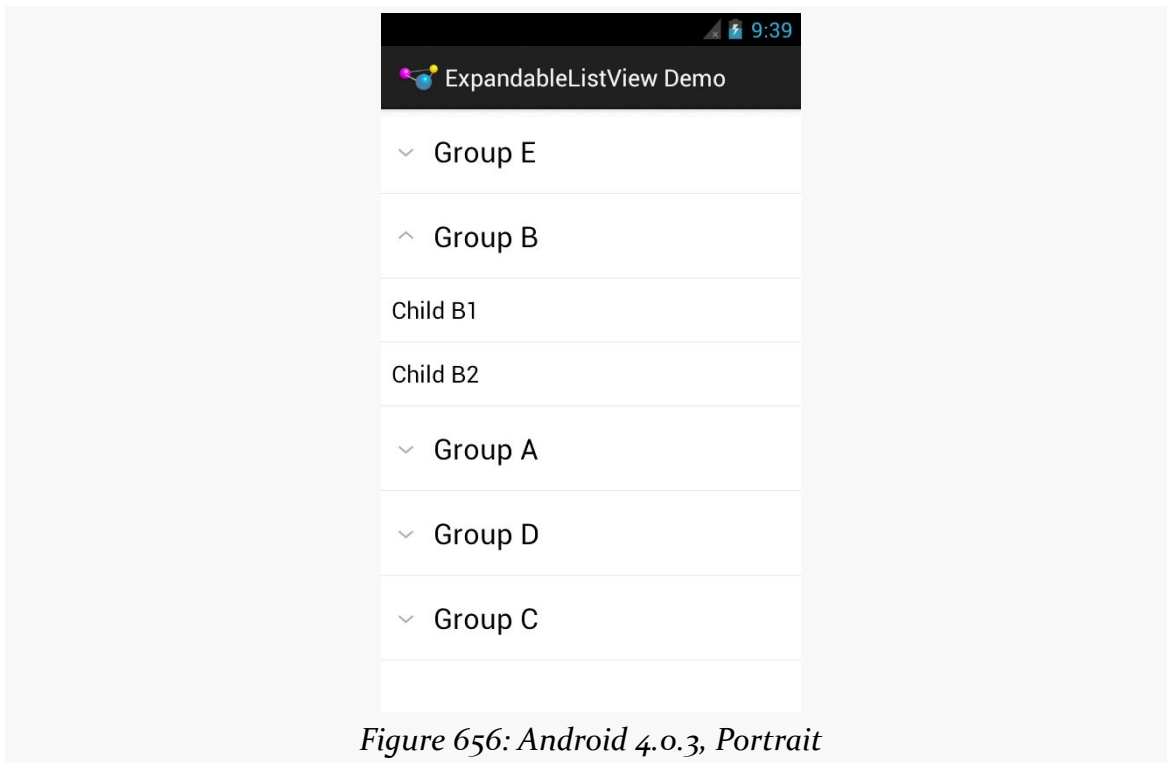 9:39
ExpandableListView Demo
Group E
Group B
Child B1
Child B2
Group A
Group D
Group C
Figure 656: Android 4.0.3, Portrait